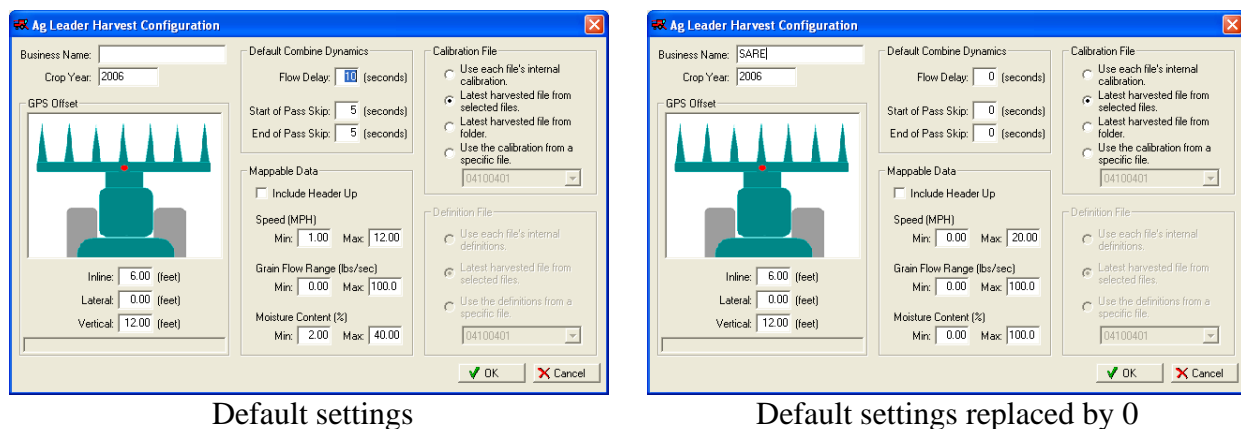 Ag Leader Harvest Configuration
Business Name:
Crop Year: 2006
GPS Offset
Inline: 6.00 (feet)
Lateral: 0.00 (feet)
Vertical: 12.00 (feet)
Default Combine Dynamics
Flow Delay: 10 (seconds)
Start of Pass Skip: 5 (seconds)
End of Pass Skip: 5 (seconds)
Mappable Data
Include Header Up
Speed (MPH)
Min: 1.00 Max: 12.00
Grain Flow Range (lbs/sec)
Min: 0.00 Max: 100.0
Moisture Content (%)
Min: 2.00 Max: 40.00
Calibration File
Use each file's internal
calibration.
Latest harvested file from
selected files.
Latest harvested file from
folder.
Use the calibration from a
specific file.
04100401
Definition File
Use each file's internal
definitions.
Latest harvested file from
selected files.
Use the definitions from a
specific file.
04100401
OK Cancel
Default settings
Ag Leader Harvest Configuration
Business Name: SARE
Crop Year: 2006
GPS Offset
Inline: 6.00 (feet)
Lateral: 0.00 (feet)
Vertical: 12.00 (feet)
Default Combine Dynamics
Flow Delay: 0 (seconds)
Start of Pass Skip: 0 (seconds)
End of Pass Skip: 0 (seconds)
Mappable Data
Include Header Up
Speed (MPH)
Min: 0.00 Max: 20.00
Grain Flow Range (lbs/sec)
Min: 0.00 Max: 100.0
Moisture Content (%)
Min: 0.00 Max: 100.0
Calibration File
Use each file's internal
calibration.
Latest harvested file from
selected files.
Latest harvested file from
folder.
Use the calibration from a
specific file.
04100401
Definition File
Use each file's internal
definitions.
Latest harvested file from
selected files.
Use the definitions from a
specific file.
04100401
OK Cancel
Default settings replaced by 0